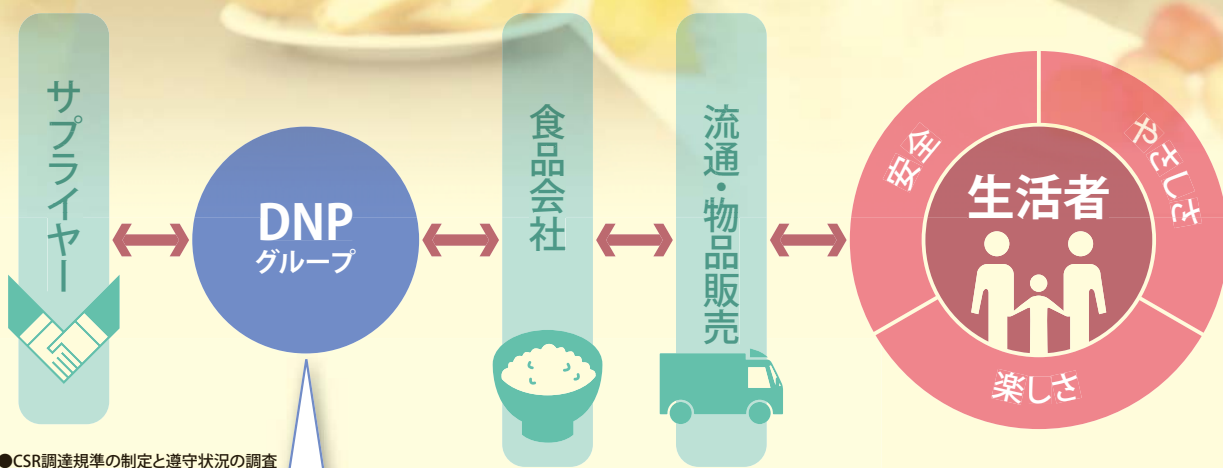 サプライヤー
DNP
グループ
食品会社
流通・物品販売
安全
やさしさ
楽しさ
生活者
●CSR調達規準の制定と遵守状況の調査